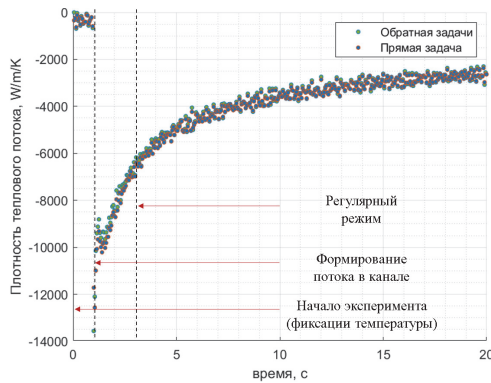 0
-2000
-4000
-6000
-8000
-10000
-12000
-14000
Плотность теплового потока, W/m/K
Обратная задачи
Прямая задача
Регулярный
режим
Формирование
потока в канале
Начало эксперимента
(фиксации температуры)
0
5
10
15
20
время, с